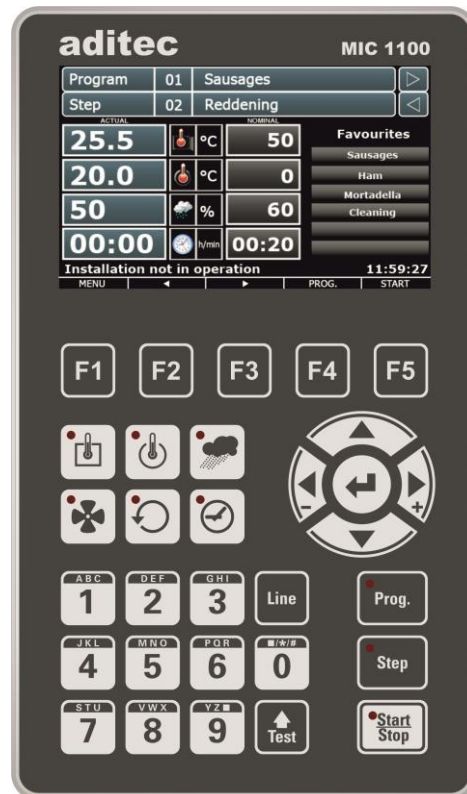 aditec
MIC 1100
Program 01 Sausages
Step 02 Reddening
ACTUAL NOMINAL
25.5 °C 50
20.0 °C 0
50 % 60
00:00 h/min 00:20
Favourites
Sausages
Ham
Mortadella
Cleaning
Installation not in operation 11:59:27
MENU PROG. START
F1 F2 F3 F4 F5
- +
ABC DEF GHI
1 2 3 Line Prog.
JKL MNO PQR ■/*/#
4 5 6 0 Step
STU VWX YZ■
7 8 9 Test Start
Stop